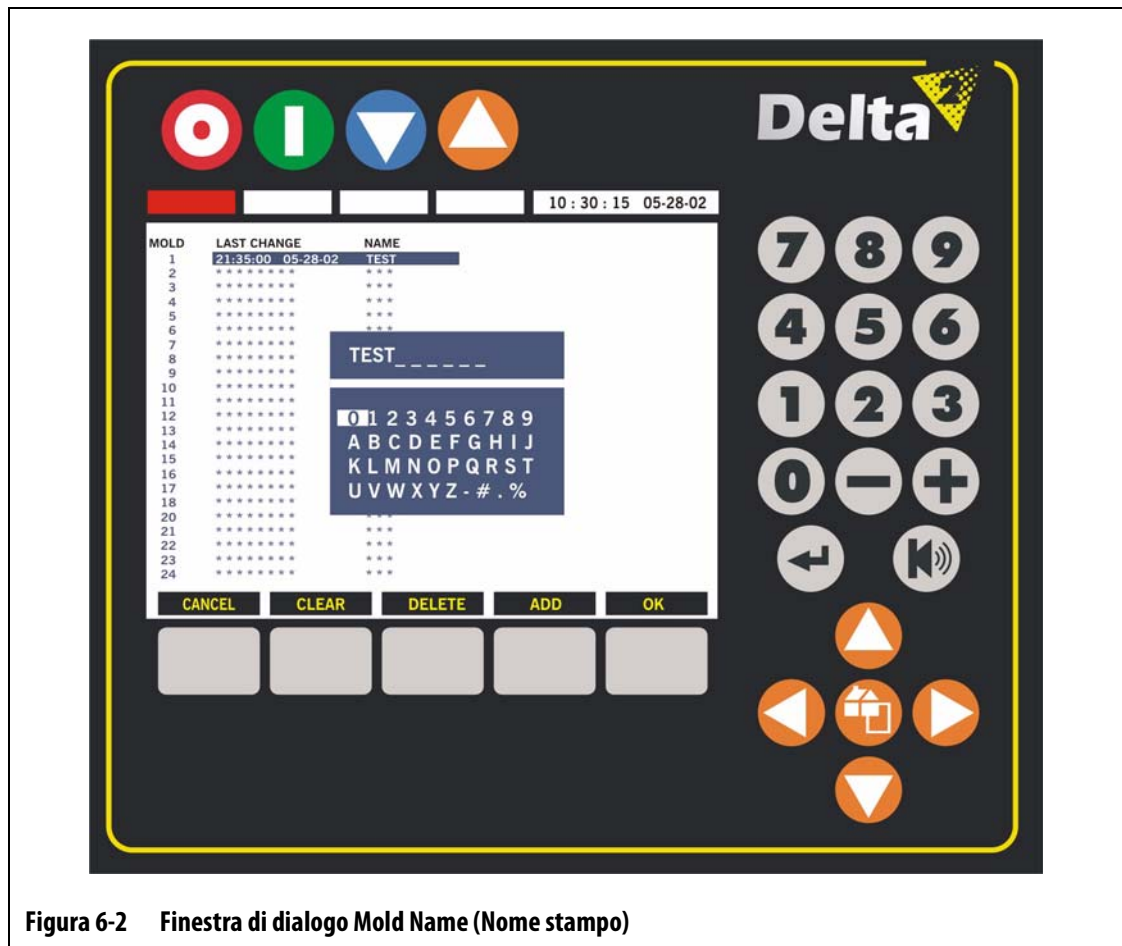 Delta 2
10 : 30 : 15 05-28-02
MOLD LAST CHANGE NAME
1 21:35:00 05-28-02 TEST
2 * * * * * * * * * * *
3 * * * * * * * * * * *
4 * * * * * * * * * * *
5 * * * * * * * * * * *
6 * * * * * * * * * * *
7 * * * * * * * *
8 * * * * * * * *
9 * * * * * * * *
10 * * * * * * * *
11 * * * * * * * *
12 * * * * * * * *
13 * * * * * * * *
14 * * * * * * * *
15 * * * * * * * *
16 * * * * * * * *
17 * * * * * * * *
18 * * * * * * * *
20 * * * * * * * * * * *
21 * * * * * * * * * * *
22 * * * * * * * * * * *
23 * * * * * * * * * * *
24 * * * * * * * * * * *
TEST_ _ _ _ _ _
0 1 2 3 4 5 6 7 8 9
A B C D E F G H I J
K L M N O P Q R S T
U V W X Y Z - # . %
CANCEL CLEAR DELETE ADD OK
7 8 9
4 5 6
1 2 3
0 − +
Figura 6-2 Finestra di dialogo Mold Name (Nome stampo)